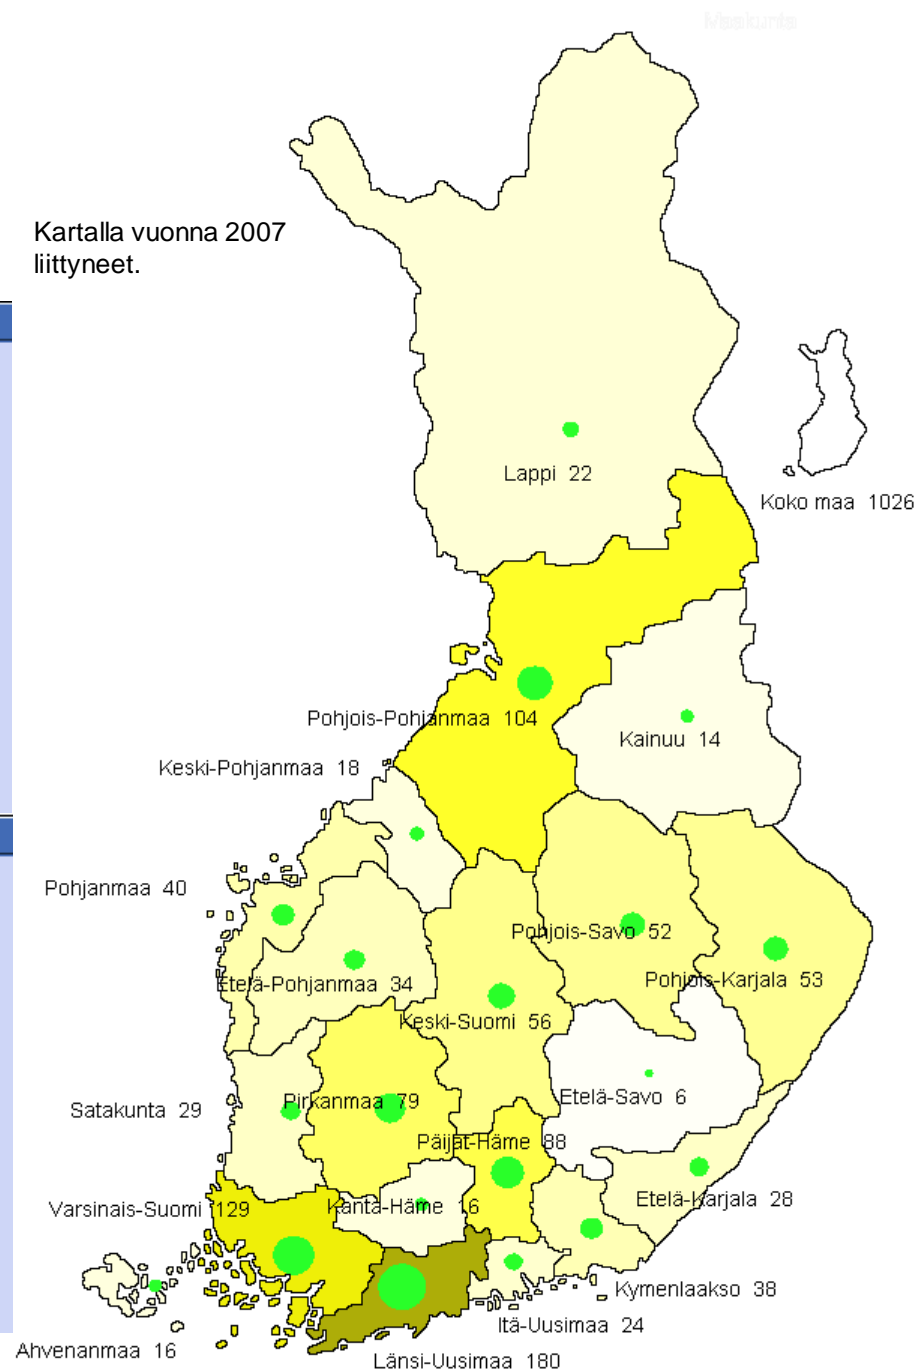 Maakunta
Kartalla vuonna 2007
liittyneet.
Lappi 22
Koko maa 1026
Pohjois-Pohjanmaa 104
Kainuu 14
Keski-Pohjanmaa 18
Pohjanmaa 40
Pohjois-Savo 52
Etelä-Pohjanmaa 34
Pohjois-Karjala 53
Keski-Suomi 56
Etelä-Savo 6
Satakunta 29
Pirkanmaa 79
Päijät-Häme 88
Etelä-Karjala 28
Varsinais-Suomi 129
Kanta-Häme 16
Kymenlaakso 38
Itä-Uusimaa 24
Ahvenanmaa 16
Länsi-Uusimaa 180